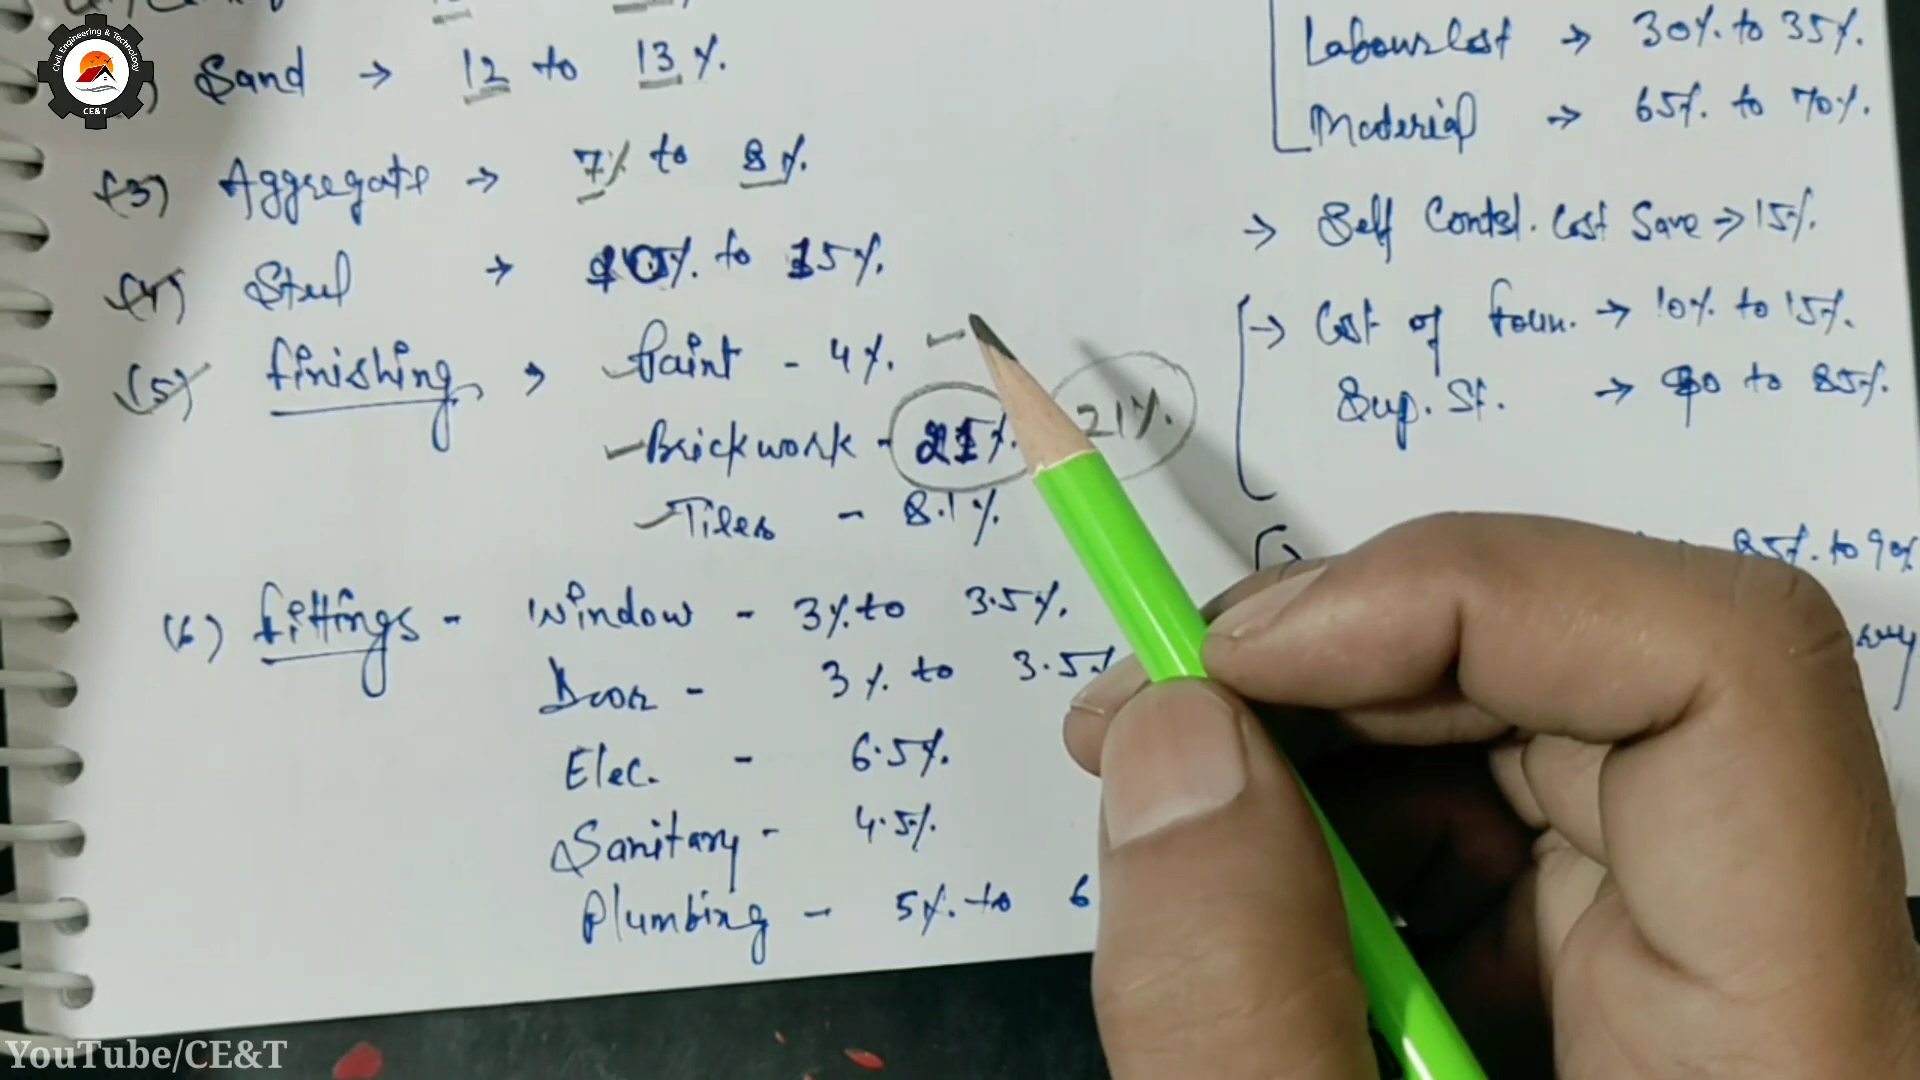 Civil Engineering & Technology
CE&T
Sand → 12 to 13%.
(3) Aggregate → 7% to 8%.
(4) Steel → 10% to 15%.
(5) Finishing → Paint - 4%.
Brickwork - 21%. 21%.
Tiles - 8.1%
(6) Fittings - Window - 3% to 3.5%.
Door - 3% to 3.5%
Elec. - 6.5%.
Sanitary - 4.5%.
Plumbing - 5%. to 6
Labour Cost → 30%. to 35%.
Material → 65%. to 70%.
→ Self Contst. Cost Save → 15%.
→ Cost of Foun. → 10%. to 15%.
Sup. St. → 80 to 85%.
85%. to 90%
YouTube/CE&T